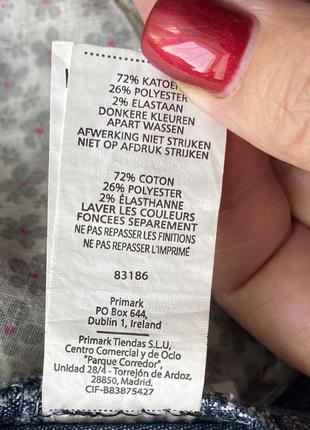 72% KATOEN
26% POLYESTER
2% ELASTAAN
DONKERE KLEUREN
APART WASSEN
AFWERKING NIET STRIJKEN
NIET OP AFDRUK STRIJKEN
72% COTON
26% POLYESTER
2% ÉLASTHANNE
LAVER LES COULEURS
FONCEES SEPAREMENT
NE PAS REPASSER LES FINITIONS
NE PAS REPASSER L'IMPRIMÉ
83186
Primark
PO Box 644,
Dublin 1, Ireland
Primark Tiendas S.L.U,
Centro Comercial y de Ocio
"Parque Corredor",
Unidad 28/4 - Torrejón de Ardoz,
28850, Madrid.
CIF-B83875427